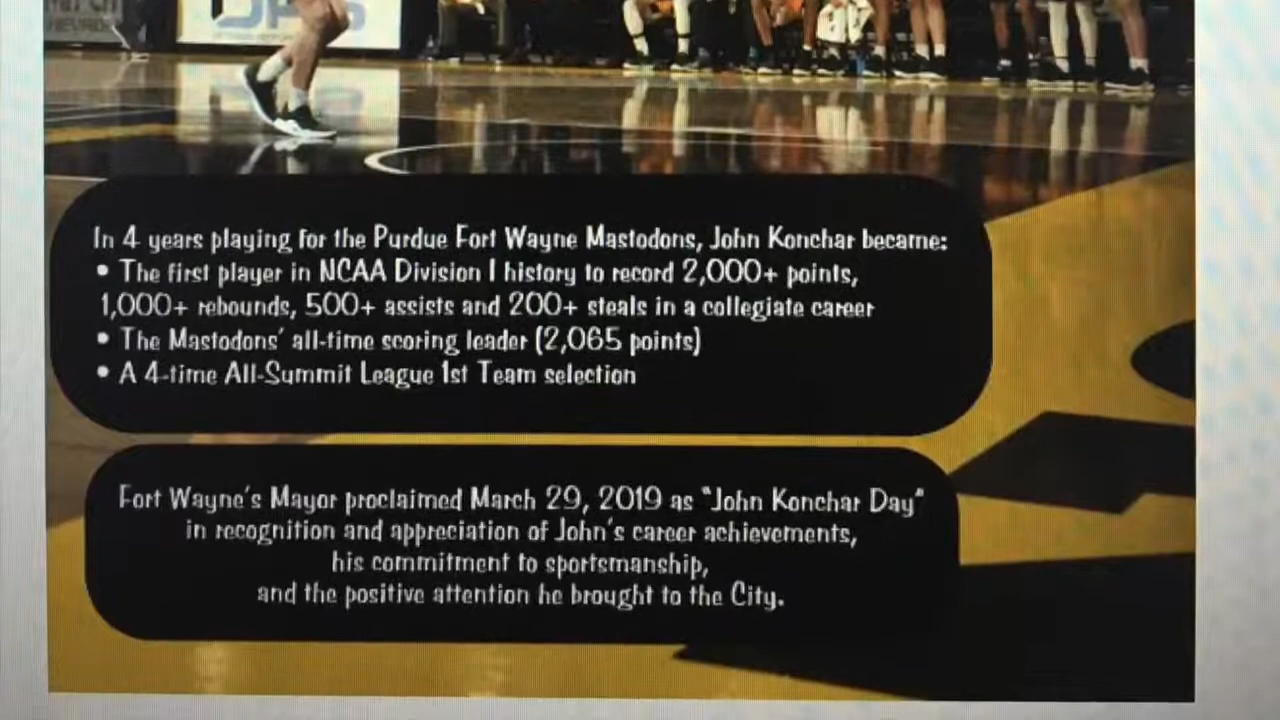 In 4 years playing for the Purdue Fort Wayne Mastodons, John Konchar became:
• The first player in NCAA Division I history to record 2,000+ points,
1,000+ rebounds, 500+ assists and 200+ steals in a collegiate career
• The Mastodons' all-time scoring leader (2,065 points)
• A 4-time All-Summit League 1st Team selection
Fort Wayne's Mayor proclaimed March 29, 2019 as "John Konchar Day"
in recognition and appreciation of John's career achievements,
his commitment to sportsmanship,
and the positive attention he brought to the City.